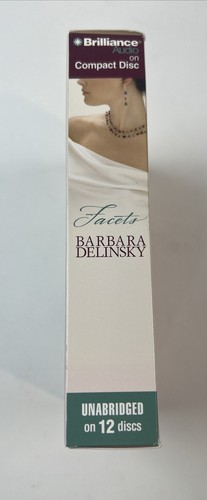 Brilliance
Audio
on
Compact Disc
Facets
BARBARA
DELINSKY
UNABRIDGED
on 12 discs